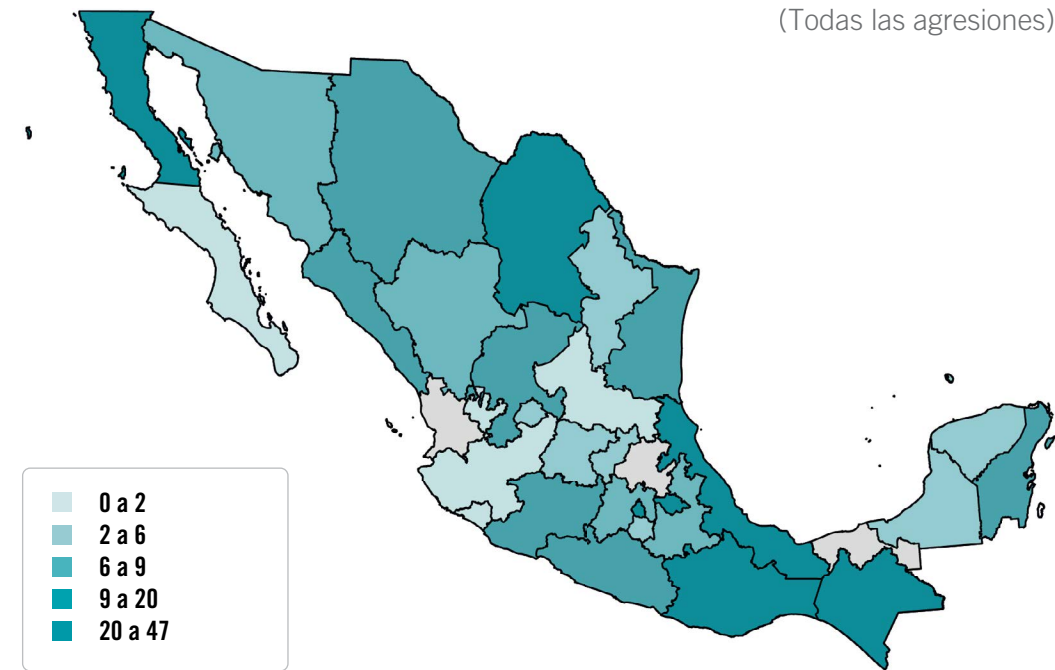 (Todas las agresiones)
0 a 2
2 a 6
6 a 9
9 a 20
20 a 47